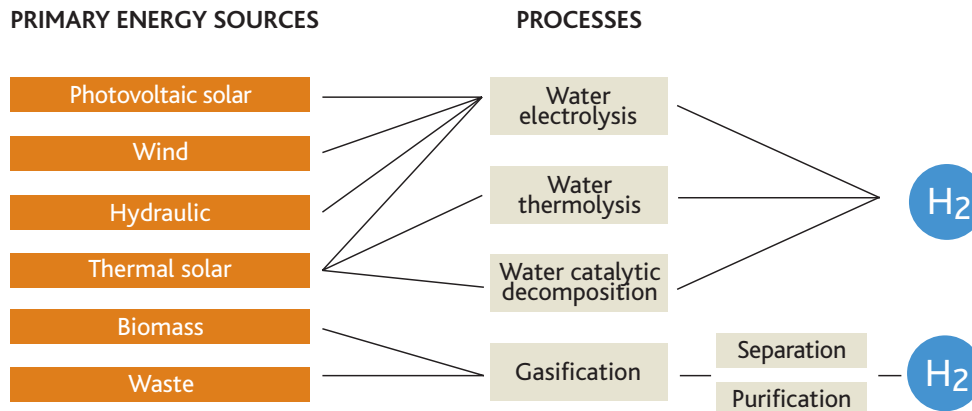 PRIMARY ENERGY SOURCES
PROCESSES
Photovoltaic solar
Wind
Hydraulic
Thermal solar
Biomass
Waste
Water
electrolysis
Water
thermolysis
Water catalytic
decomposition
Gasification
Separation
Purification
H2
H2